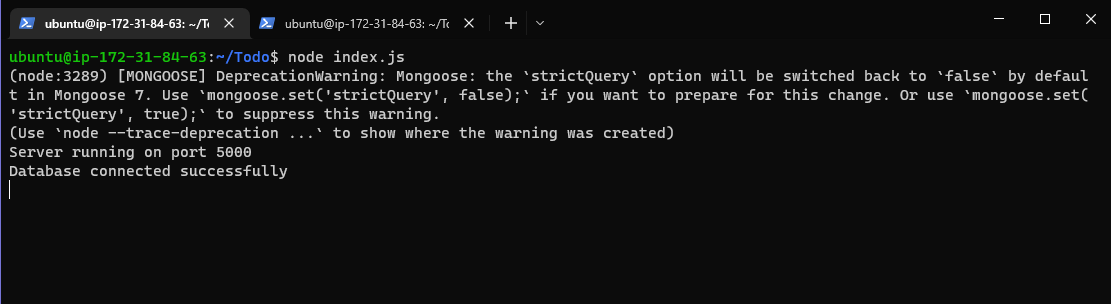 ubuntu@ip-172-31-84-63: ~/To
ubuntu@ip-172-31-84-63: ~/To
ubuntu@ip-172-31-84-63:~/Todo$ node index.js
(node:3289) [MONGOOSE] DeprecationWarning: Mongoose: the `strictQuery` option will be switched back to `false` by defaul
t in Mongoose 7. Use `mongoose.set('strictQuery', false);` if you want to prepare for this change. Or use `mongoose.set(
'strictQuery', true);` to suppress this warning.
(Use `node --trace-deprecation ...` to show where the warning was created)
Server running on port 5000
Database connected successfully